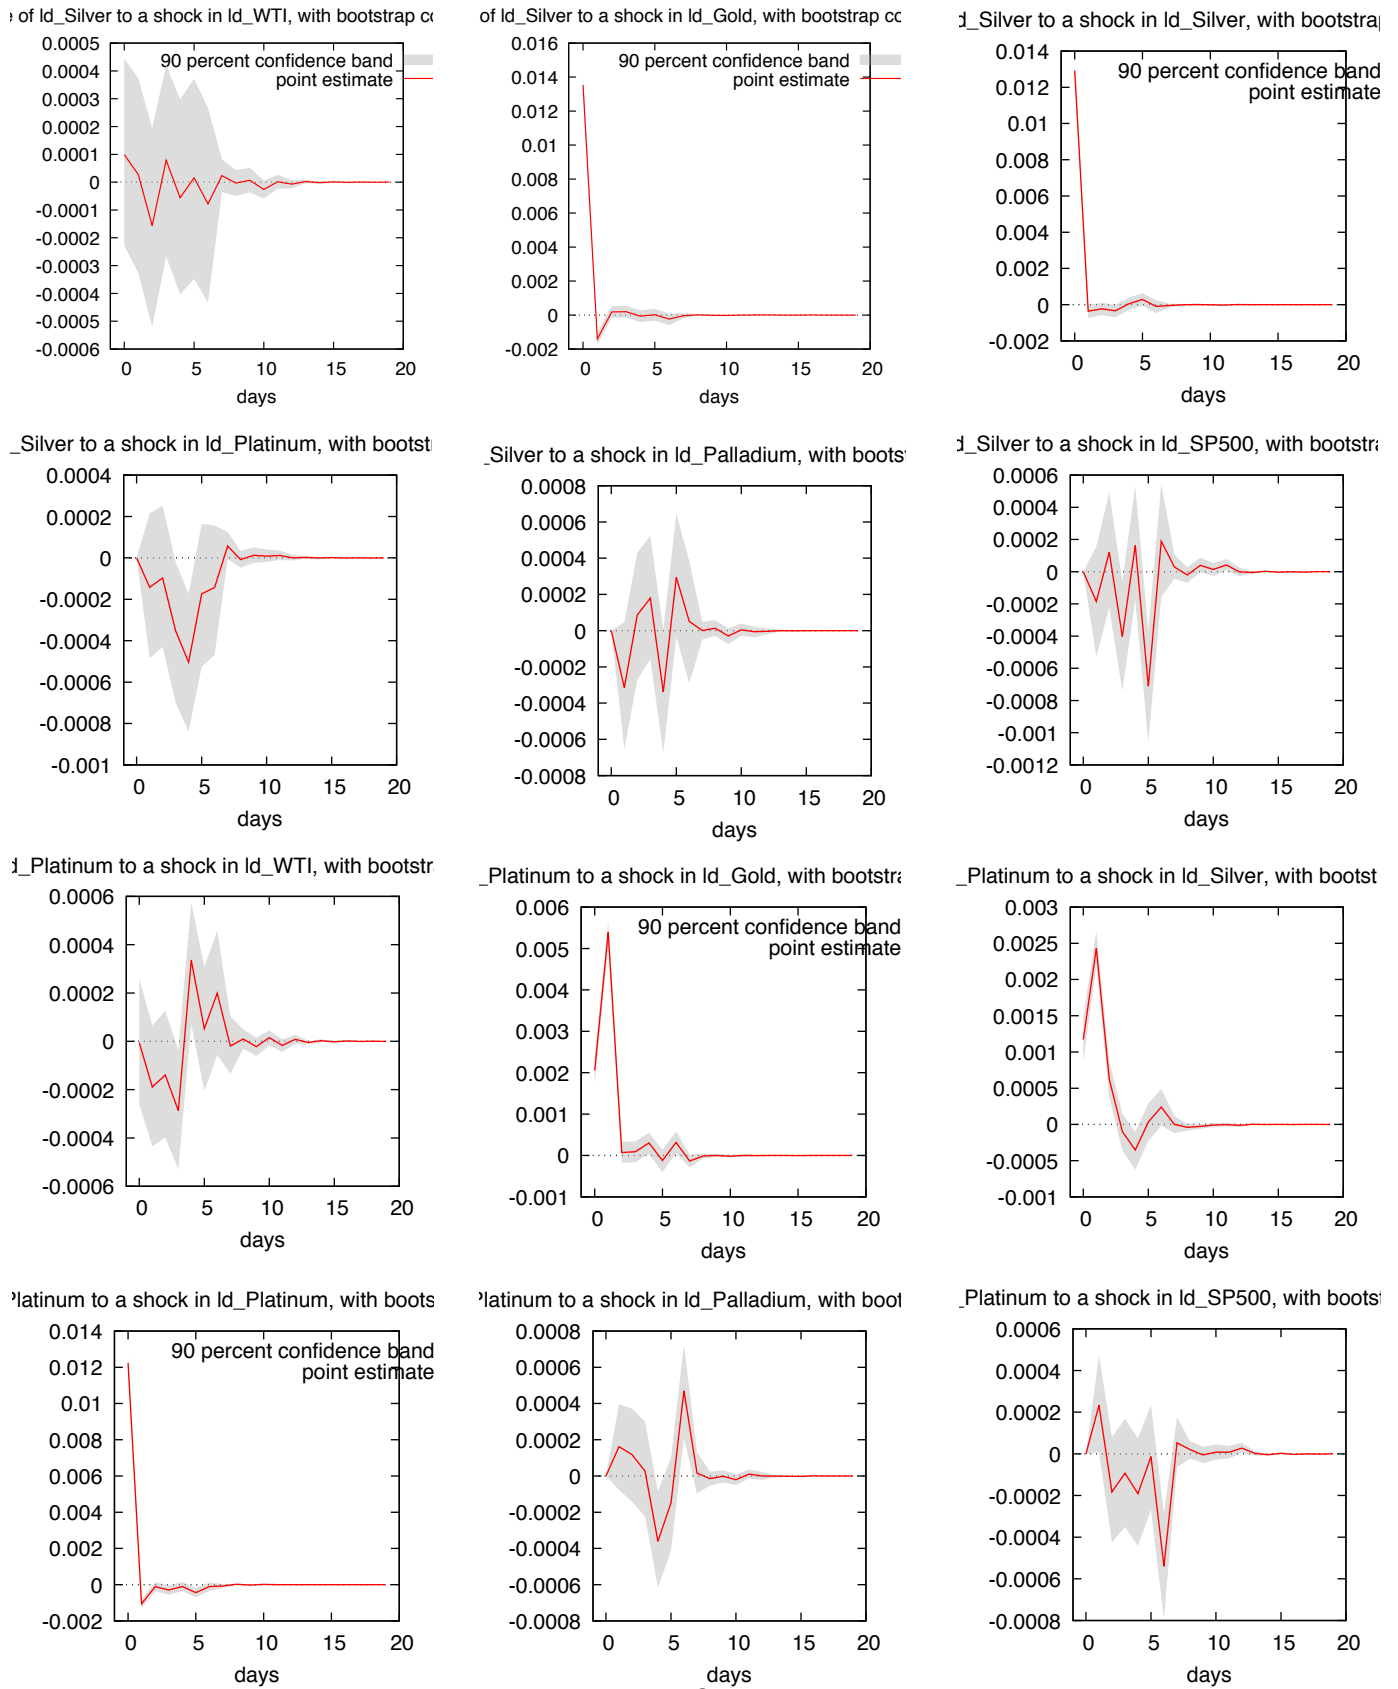 e of ld_Silver to a shock in ld_WTI, with bootstrap co
0.0005
0.0004
0.0003
0.0002
0.0001
0
-0.0001
-0.0002
-0.0003
-0.0004
-0.0005
-0.0006
90 percent confidence band
point estimate
0 5 10 15 20
days
of ld_Silver to a shock in ld_Gold, with bootstrap co
0.016
0.014
0.012
0.01
0.008
0.006
0.004
0.002
0
-0.002
90 percent confidence band
point estimate
0 5 10 15 20
days
d_Silver to a shock in ld_Silver, with bootstrap
0.014
0.012
0.01
0.008
0.006
0.004
0.002
0
-0.002
90 percent confidence band
point estimate
0 5 10 15 20
days
_Silver to a shock in ld_Platinum, with bootstr
0.0004
0.0002
0
-0.0002
-0.0004
-0.0006
-0.0008
-0.001
0 5 10 15 20
days
_Silver to a shock in ld_Palladium, with boots
0.0008
0.0006
0.0004
0.0002
0
-0.0002
-0.0004
-0.0006
-0.0008
0 5 10 15 20
days
d_Silver to a shock in ld_SP500, with bootstra
0.0006
0.0004
0.0002
0
-0.0002
-0.0004
-0.0006
-0.0008
-0.001
-0.0012
0 5 10 15 20
days
d_Platinum to a shock in ld_WTI, with bootstr
0.0006
0.0004
0.0002
0
-0.0002
-0.0004
-0.0006
0 5 10 15 20
days
_Platinum to a shock in ld_Gold, with bootstra
0.006
0.005
0.004
0.003
0.002
0.001
0
-0.001
90 percent confidence band
point estimate
0 5 10 15 20
days
_Platinum to a shock in ld_Silver, with bootst
0.003
0.0025
0.002
0.0015
0.001
0.0005
0
-0.0005
-0.001
0 5 10 15 20
days
Platinum to a shock in ld_Platinum, with boots
0.014
0.012
0.01
0.008
0.006
0.004
0.002
0
-0.002
90 percent confidence band
point estimate
0 5 10 15 20
days
Platinum to a shock in ld_Palladium, with boot
0.0008
0.0006
0.0004
0.0002
0
-0.0002
-0.0004
-0.0006
-0.0008
0 5 10 15 20
days
_Platinum to a shock in ld_SP500, with bootst
0.0006
0.0004
0.0002
0
-0.0002
-0.0004
-0.0006
-0.0008
0 5 10 15 20
days